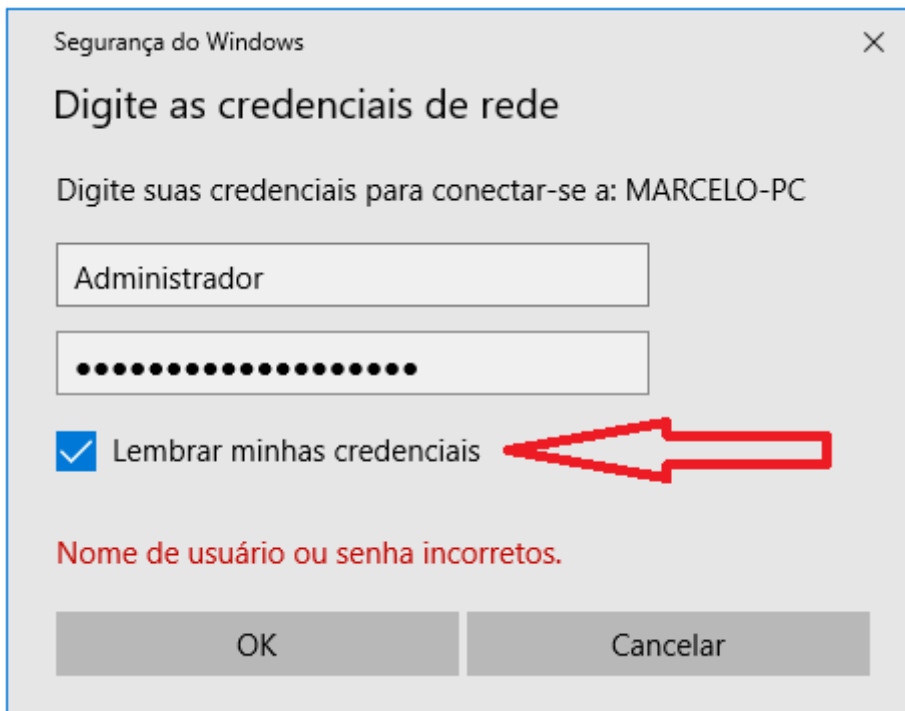 Segurança do Windows
Digite as credenciais de rede
Digite suas credenciais para conectar-se a: MARCELO-PC
Administrador
••••••••••••••••••••
Lembrar minhas credenciais
Nome de usuário ou senha incorretos.
OK
Cancelar